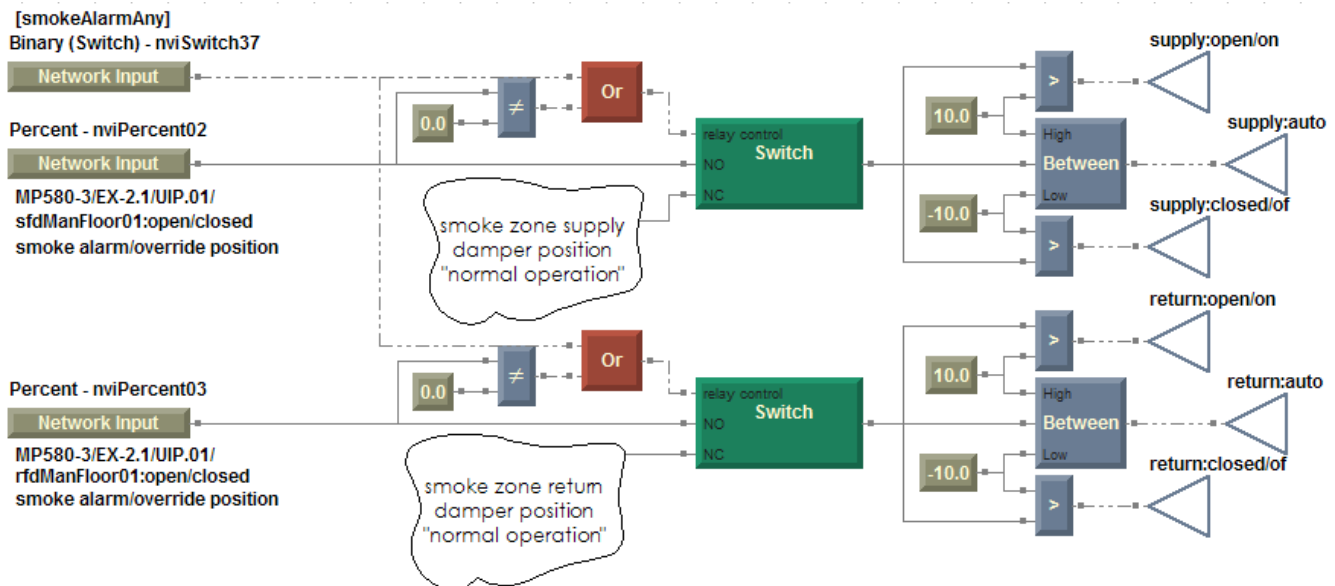 [smokeAlarmAny]
Binary (Switch) - nviSwitch37
Network Input
Percent - nviPercent02
Network Input
MP580-3/EX-2.1/UIP.01/
sfdManFloor01:open/closed
smoke alarm/override position
0.0
≠
Or
relay control
Switch
NO
NC
smoke zone supply
damper position
"normal operation"
>
10.0
High
Between
Low
-10.0
>
supply:open/on
supply:auto
supply:closed/of
Percent - nviPercent03
Network Input
MP580-3/EX-2.1/UIP.01/
rfdManFloor01:open/closed
smoke alarm/override position
0.0
≠
Or
relay control
Switch
NO
NC
smoke zone return
damper position
"normal operation"
>
10.0
High
Between
Low
-10.0
>
return:open/on
return:auto
return:closed/of